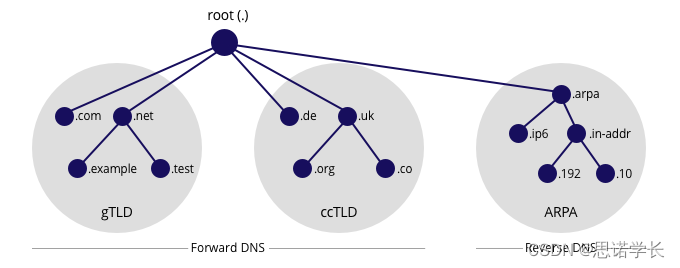 root (.)
.com
.net
.de
.uk
.arpa
.ip6
.in-addr
.example
.test
.org
.co
.192
.10
gTLD
ccTLD
ARPA
Forward DNS
Reverse DNS
CSDN @思诺学长